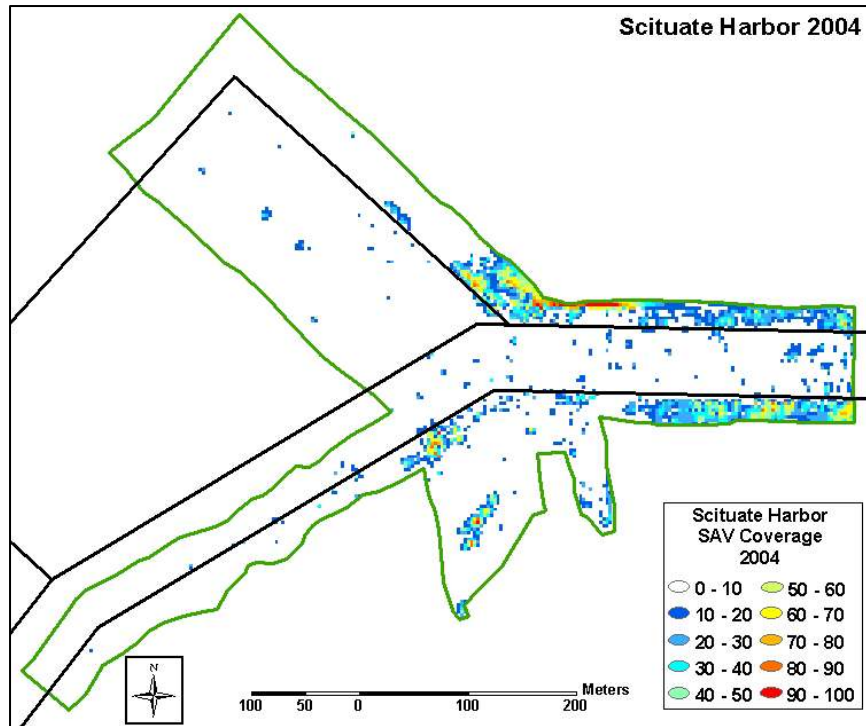 Scituate Harbor 2004
Scituate Harbor
SAV Coverage
2004
0 - 10
50 - 60
10 - 20
60 - 70
20 - 30
70 - 80
30 - 40
80 - 90
40 - 50
90 - 100
N
Meters
100 50 0 100 200